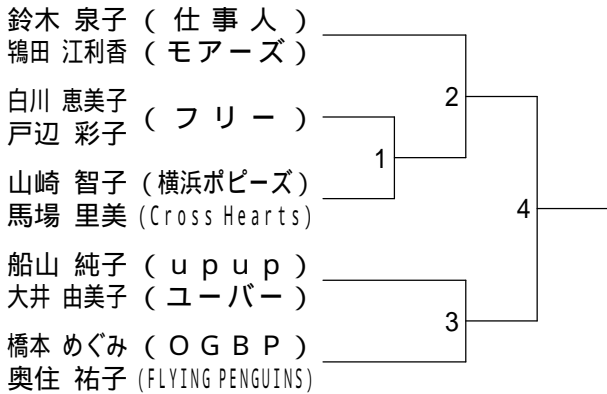 鈴木 泉子 ( 仕 事 人 )
鴇田 江利香 ( モアーズ )
白川 恵美子
戸辺 彩子
( フ リ ー )
山崎 智子 (横浜ポピーズ)
馬場 里美 (Cross Hearts)
船山 純子 ( u p u p )
大井 由美子 ( ユーバー )
橋本 めぐみ ( O G B P )
奥住 祐子 (FLYING PENGUINS)
2
1
4
3